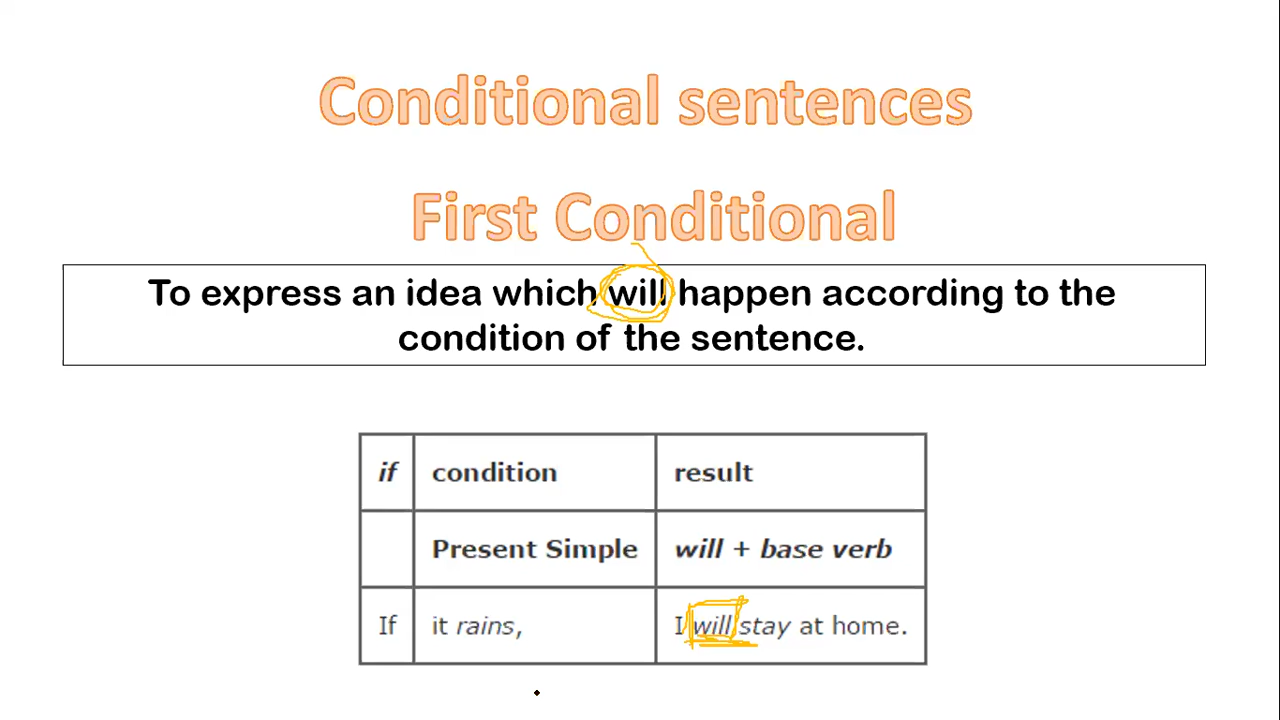 Conditional sentences
First Conditional
To express an idea which will happen according to the
condition of the sentence.
if condition result
Present Simple will + base verb
If it rains, I will stay at home.